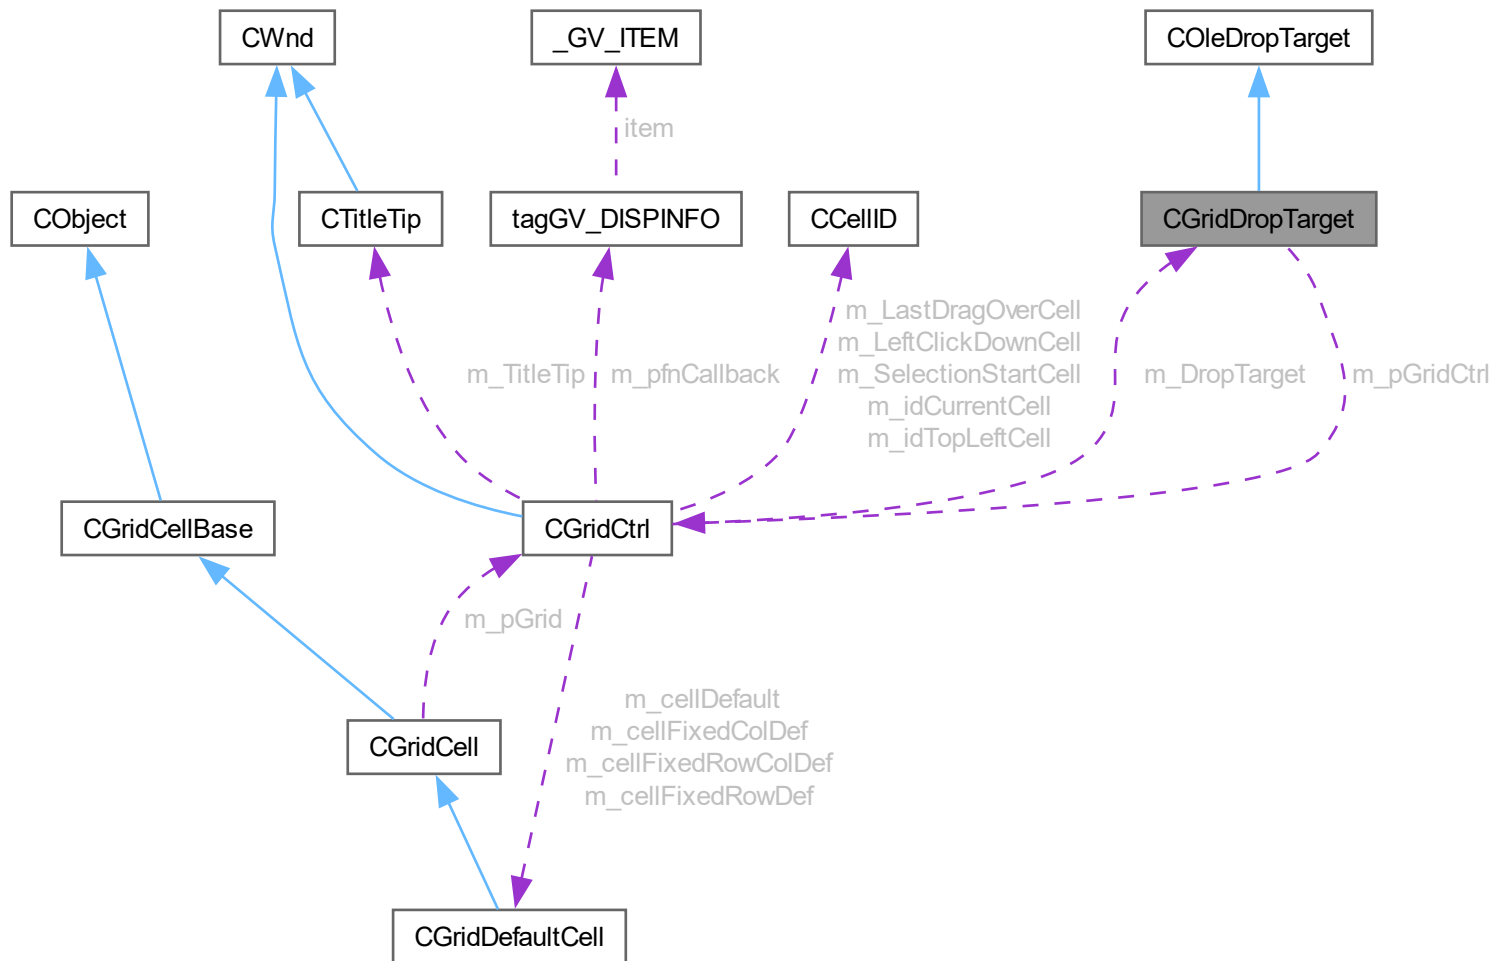 CWnd
_GV_ITEM
COleDropTarget
item
CObject
CTitleTip
tagGV_DISPINFO
CCellID
CGridDropTarget
m_TitleTip
m_pfnCallback
m_LastDragOverCell
m_LeftClickDownCell
m_SelectionStartCell
m_idCurrentCell
m_idTopLeftCell
m_DropTarget
m_pGridCtrl
CGridCellBase
CGridCtrl
m_pGrid
m_cellDefault
m_cellFixedColDef
m_cellFixedRowColDef
m_cellFixedRowDef
CGridCell
CGridDefaultCell